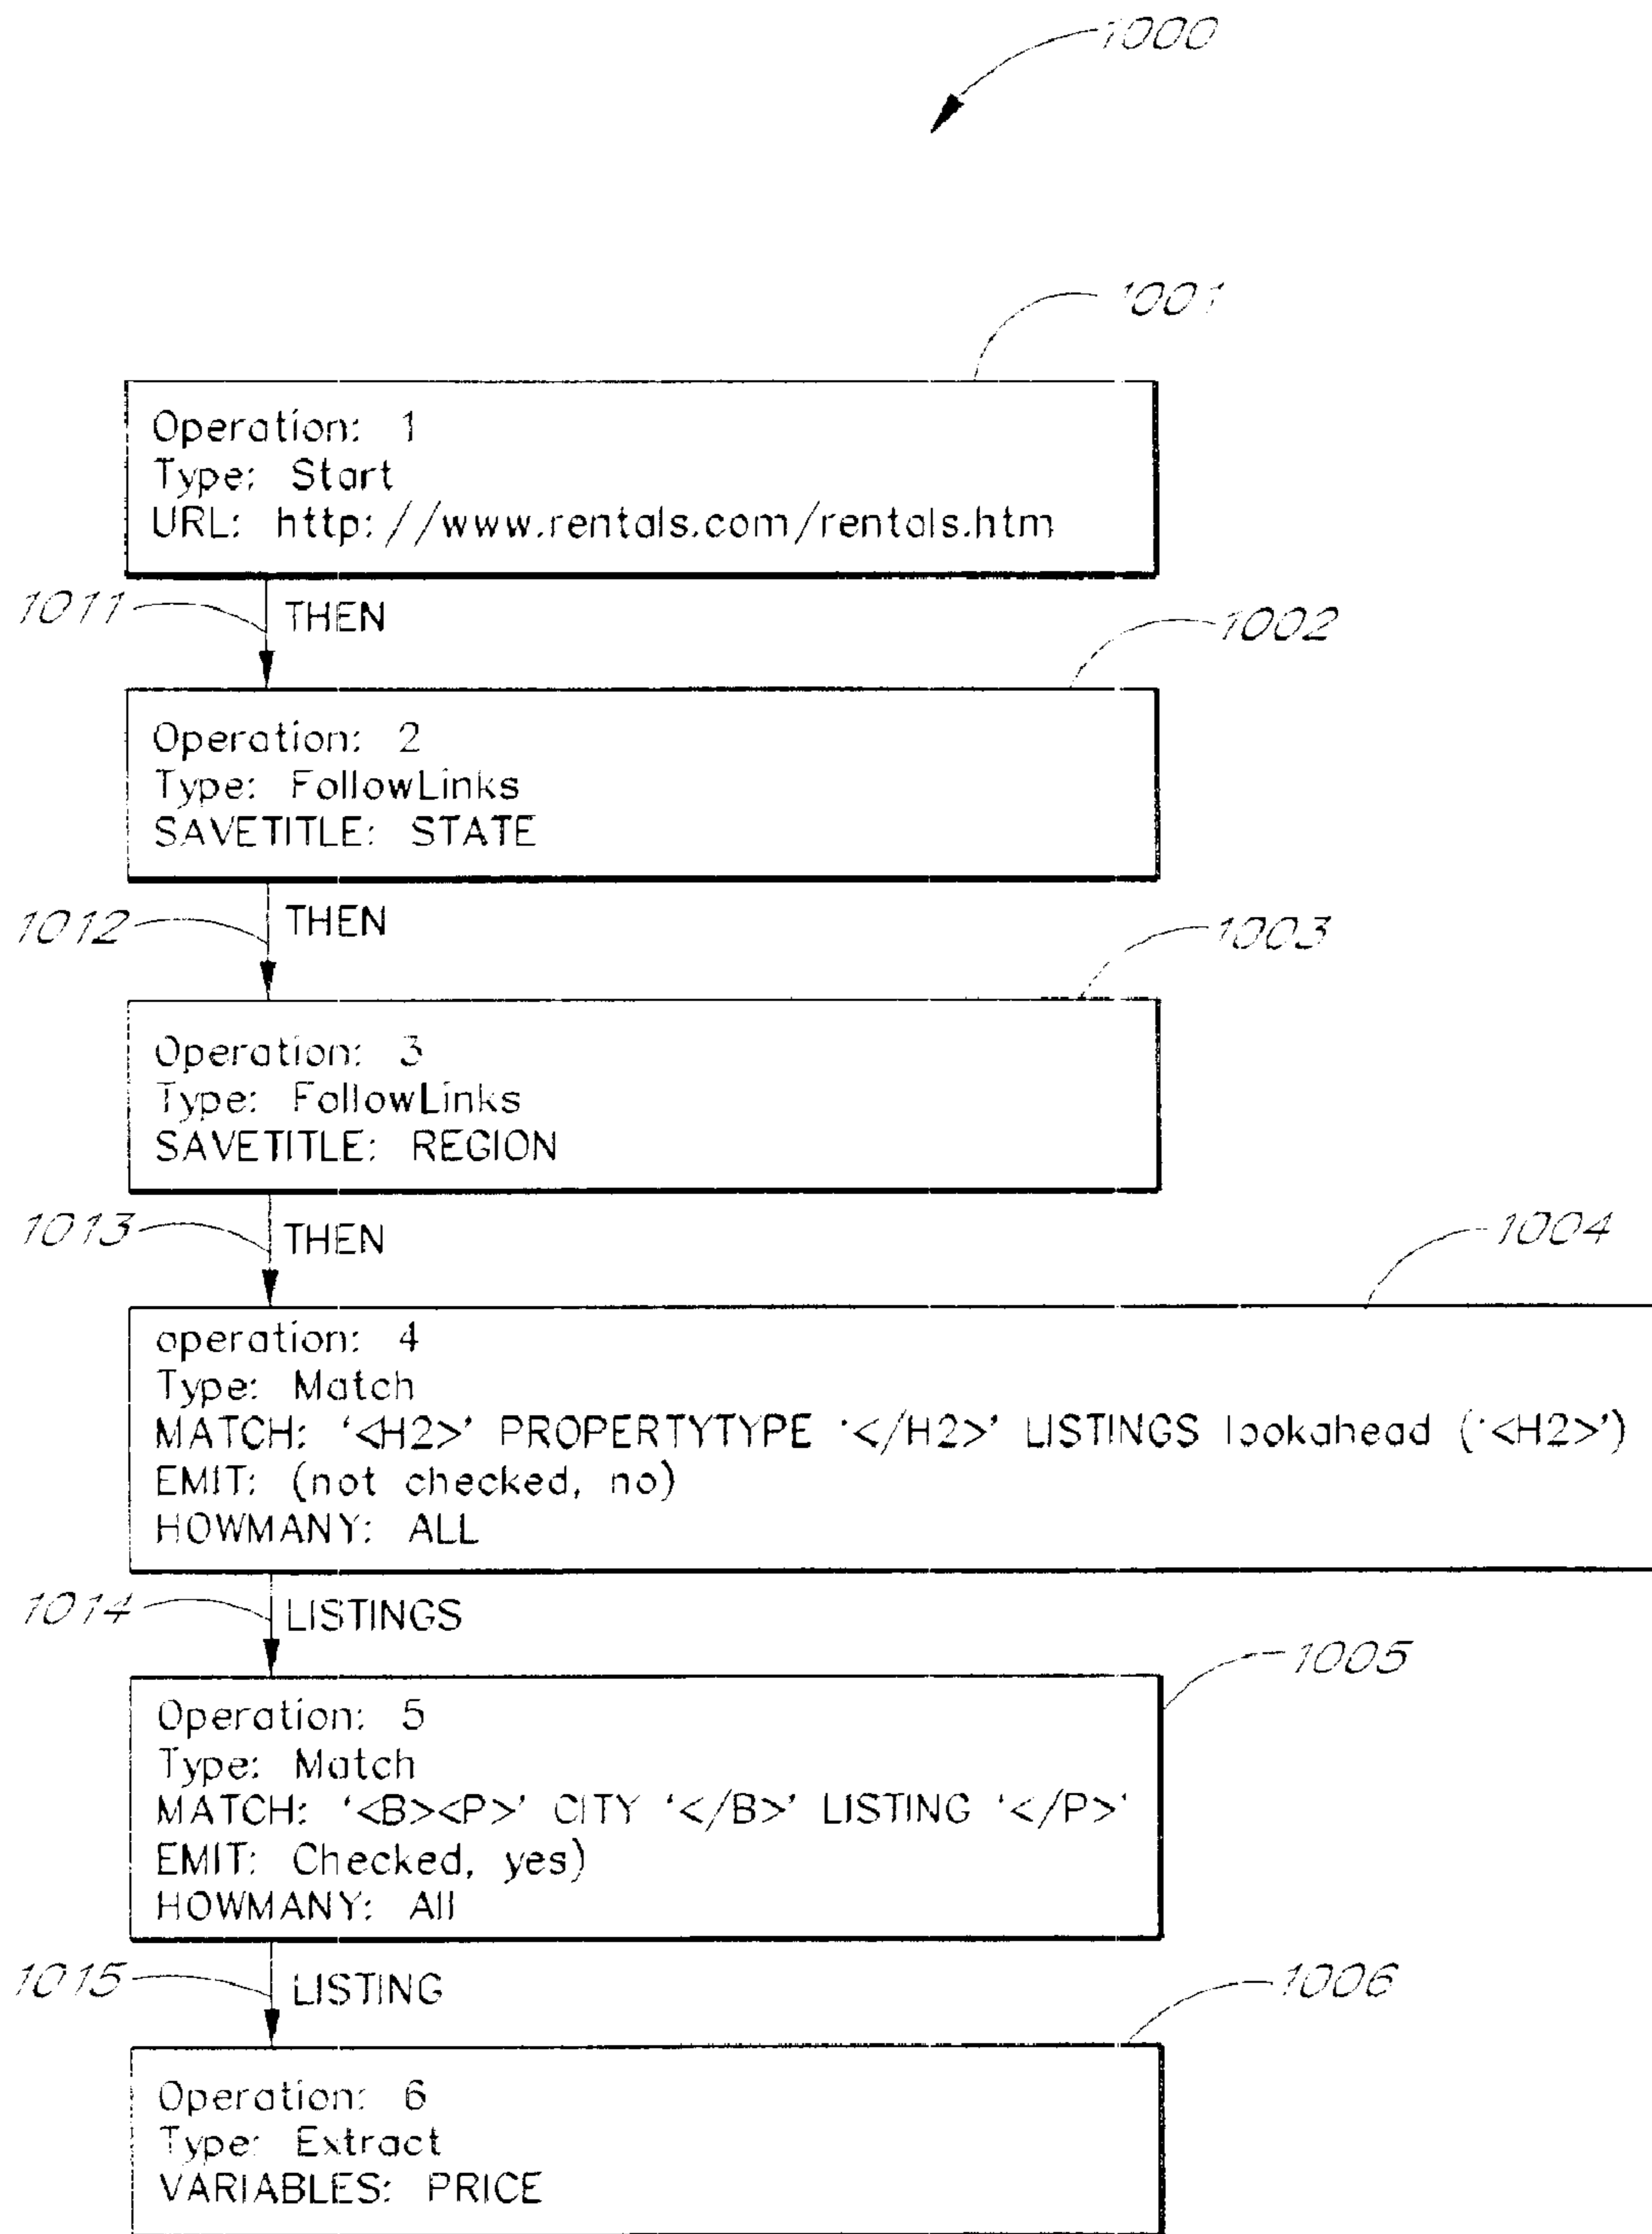 1000
1001
Operation: 1
Type: Start
URL: http://www.rentals.com/rentals.htm
1011
THEN
1002
Operation: 2
Type: FollowLinks
SAVETITLE: STATE
1012
THEN
1003
Operation: 3
Type: FollowLinks
SAVETITLE: REGION
1013
THEN
1004
operation: 4
Type: Match
MATCH: '<H2>' PROPERTYTYPE '</H2>' LISTINGS lookahead ('<H2>')
EMIT: (not checked, no)
HOWMANY: ALL
1014
LISTINGS
1005
Operation: 5
Type: Match
MATCH: '<B><P>' CITY '</B>' LISTING '</P>'
EMIT: Checked, yes)
HOWMANY: All
1015
LISTING
1006
Operation: 6
Type: Extract
VARIABLES: PRICE